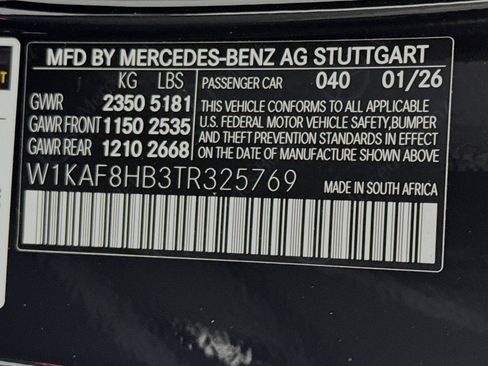 MFD BY MERCEDES-BENZ AG STUTTGART
KG LBS
PASSENGER CAR 040 01/26
GVWR 2350 5181
GAWR FRONT 1150 2535
GAWR REAR 1210 2668
THIS VEHICLE CONFORMS TO ALL APPLICABLE
U.S. FEDERAL MOTOR VEHICLE SAFETY, BUMPER
AND THEFT PREVENTION STANDARDS IN EFFECT
ON THE DATE OF MANUFACTURE SHOWN ABOVE.
W1KAF8HB3TR325769
MADE IN SOUTH AFRICA